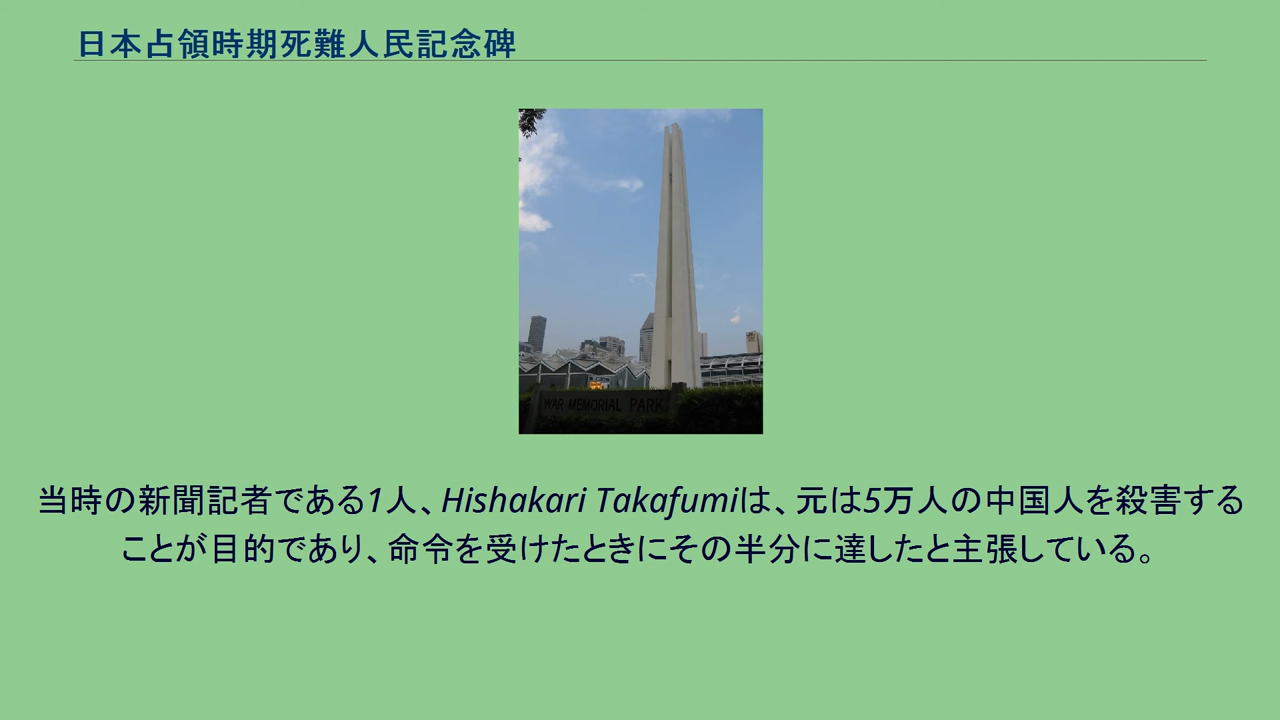 日本占領時期死難人民記念碑
WAR MEMORIAL PARK
当時の新聞記者である1人、Hishakari Takafumiは、元は5万人の中国人を殺害する
ことが目的であり、命令を受けたときにその半分に達したと主張している。